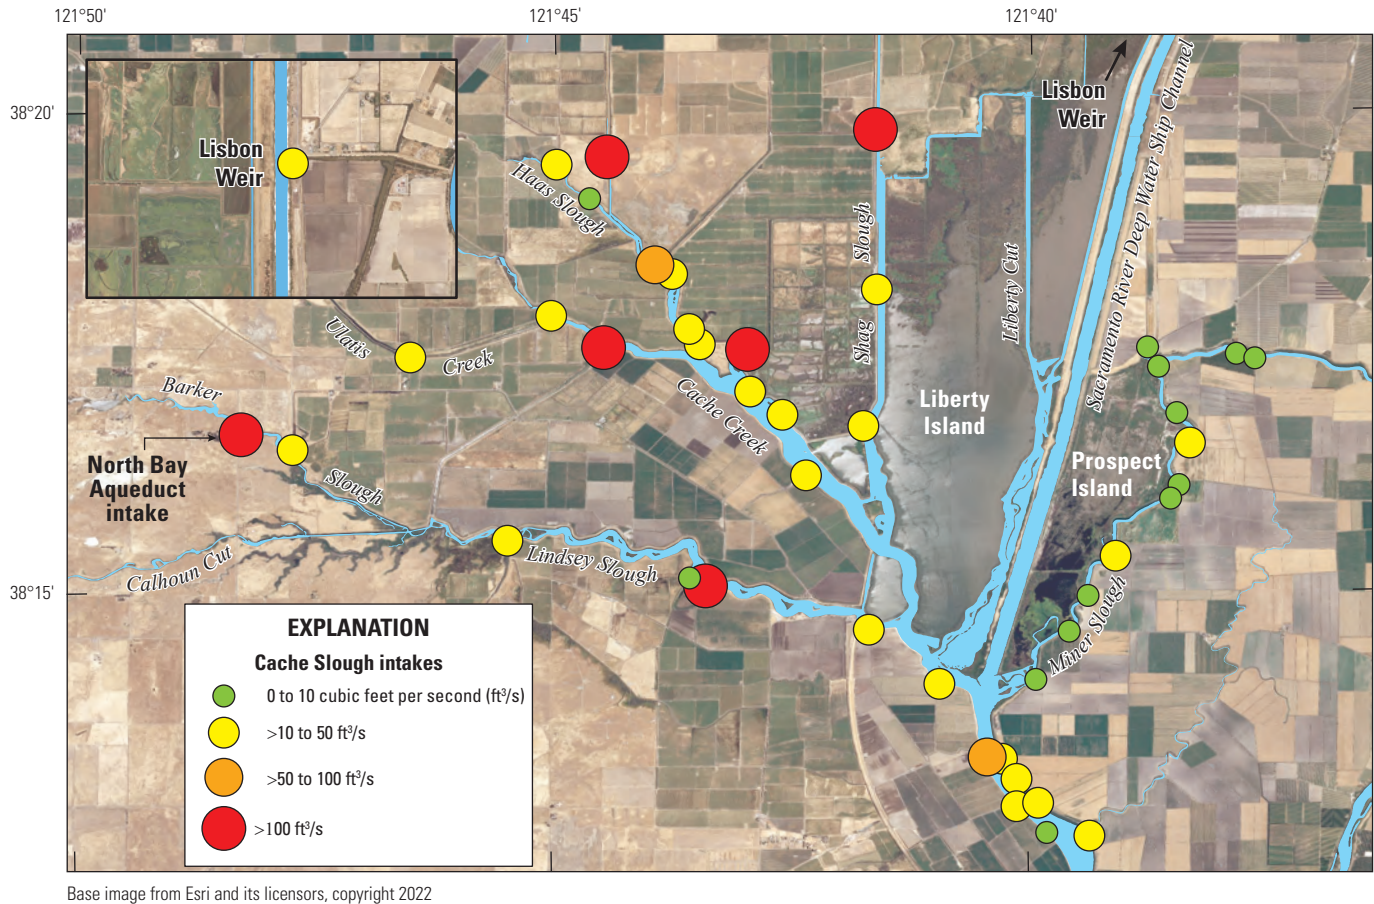 121°50'
121°45'
121°40'
38°20'
38°15'
Lisbon
Weir
Lisbon
Weir
Sacramento River Deep Water Ship Channel
Haas Slough
Shag Slough
Liberty Cut
Ulatis Creek
Cache Creek
Barker Slough
Liberty
Island
Prospect
Island
North Bay
Aqueduct
intake
Calhoun Cut
Lindsey Slough
Miner Slough
EXPLANATION
Cache Slough intakes
0 to 10 cubic feet per second (ft³/s)
>10 to 50 ft³/s
>50 to 100 ft³/s
>100 ft³/s
Base image from Esri and its licensors, copyright 2022